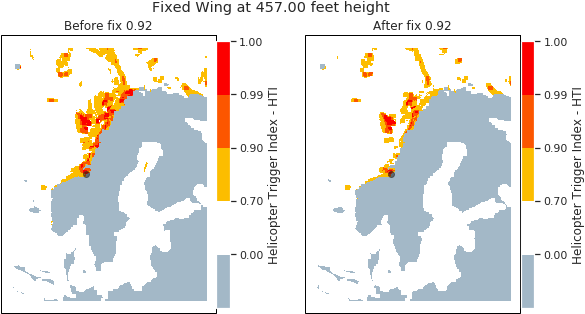 Fixed Wing at 457.00 feet height
Before fix 0.92
After fix 0.92
1.00
0.99
0.90
0.70
0.00
Helicopter Trigger Index - HTI
1.00
0.99
0.90
0.70
0.00
Helicopter Trigger Index - HTI